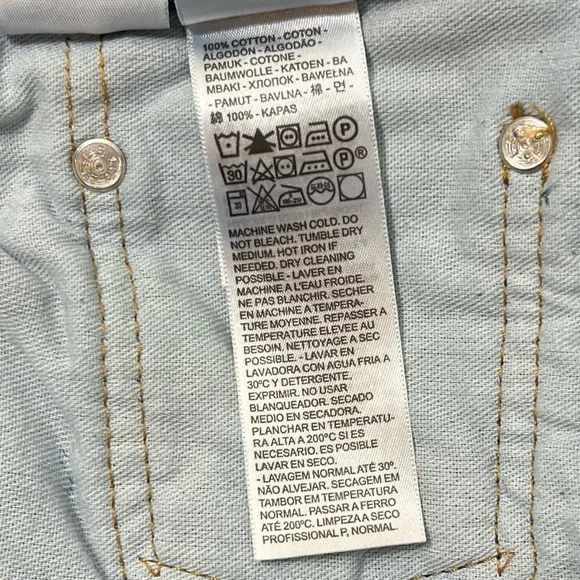 100% COTTON - COTON -
ALGODÓN - ALGODÃO -
PAMUK - COTONE -
BAUMWOLLE - KATOEN - BA
MBAKI - ХЛОПОК - BAWEŁNA
- PAMUT - BAVLNA - 棉 - 면 -
綿 100% - KAPAS
P
30 P R
MACHINE WASH COLD. DO
NOT BLEACH. TUMBLE DRY
MEDIUM. HOT IRON IF
NEEDED. DRY CLEANING
POSSIBLE - LAVER EN
MACHINE A L'EAU FROIDE.
NE PAS BLANCHIR. SECHER
EN MACHINE A TEMPERA-
TURE MOYENNE. REPASSER A
TEMPERATURE ELEVEE AU
BESOIN. NETTOYAGE A SEC
POSSIBLE. - LAVAR EN
LAVADORA CON AGUA FRIA A
30ºC Y DETERGENTE.
EXPRIMIR. NO USAR
BLANQUEADOR. SECADO
MEDIO EN SECADORA.
PLANCHAR EN TEMPERATU-
RA ALTA A 200ºC SI ES
NECESARIO. ES POSIBLE
LAVAR EN SECO.
- LAVAGEM NORMAL ATÉ 30º.
NÃO ALVEJAR. SECAGEM EM
TAMBOR EM TEMPERATURA
NORMAL. PASSAR A FERRO
ATÉ 200ºC. LIMPEZA A SECO
PROFISSIONAL P, NORMAL.